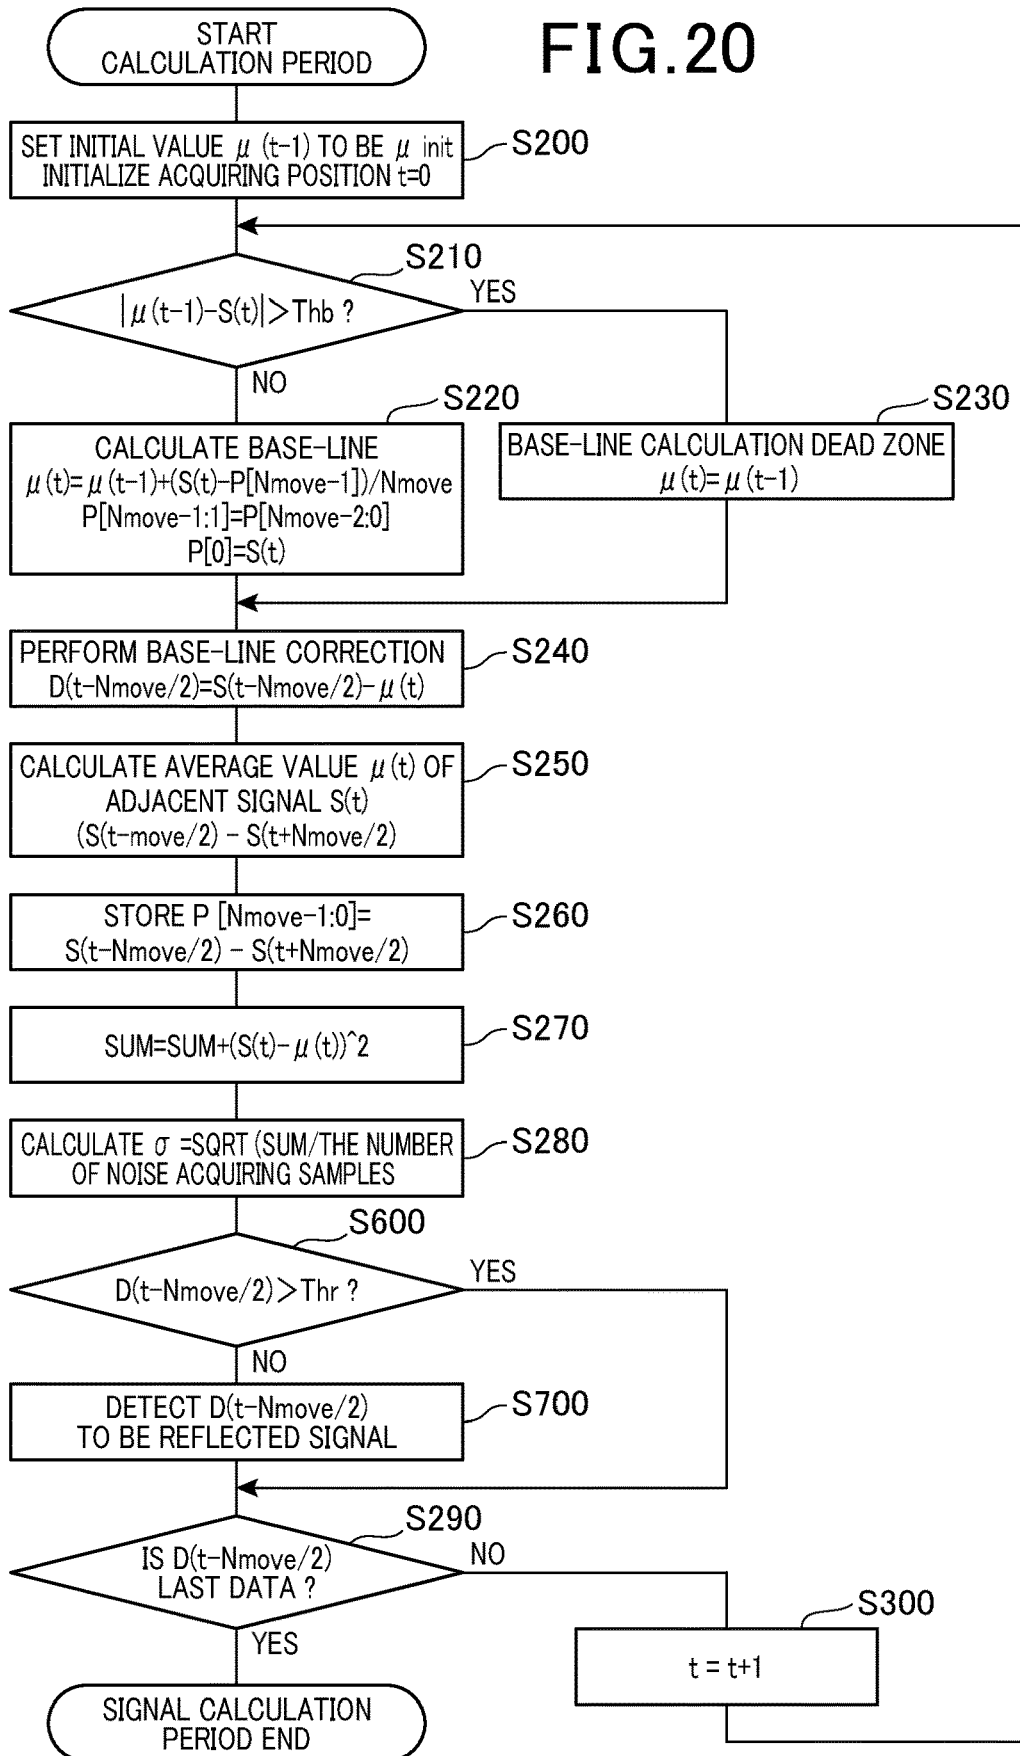 FIG.20
START
CALCULATION PERIOD
SET INITIAL VALUE μ (t-1) TO BE μ init
INITIALIZE ACQUIRING POSITION t=0
S200
S210
|μ(t-1)-S(t)|>Thb ?
YES
NO
S220
CALCULATE BASE-LINE
μ(t)=μ(t-1)+(S(t)-P[Nmove-1])/Nmove
P[Nmove-1:1]=P[Nmove-2:0]
P[0]=S(t)
S230
BASE-LINE CALCULATION DEAD ZONE
μ(t)=μ(t-1)
PERFORM BASE-LINE CORRECTION
D(t-Nmove/2)=S(t-Nmove/2)-μ(t)
S240
CALCULATE AVERAGE VALUE μ(t) OF
ADJACENT SIGNAL S(t)
(S(t-move/2) - S(t+Nmove/2)
S250
STORE P [Nmove-1:0]=
S(t-Nmove/2) - S(t+Nmove/2)
S260
SUM=SUM+(S(t)-μ(t))^2
S270
CALCULATE σ =SQRT (SUM/THE NUMBER
OF NOISE ACQUIRING SAMPLES
S280
S600
D(t-Nmove/2)>Thr ?
YES
NO
DETECT D(t-Nmove/2)
TO BE REFLECTED SIGNAL
S700
S290
IS D(t-Nmove/2)
LAST DATA ?
NO
YES
S300
t = t+1
SIGNAL CALCULATION
PERIOD END